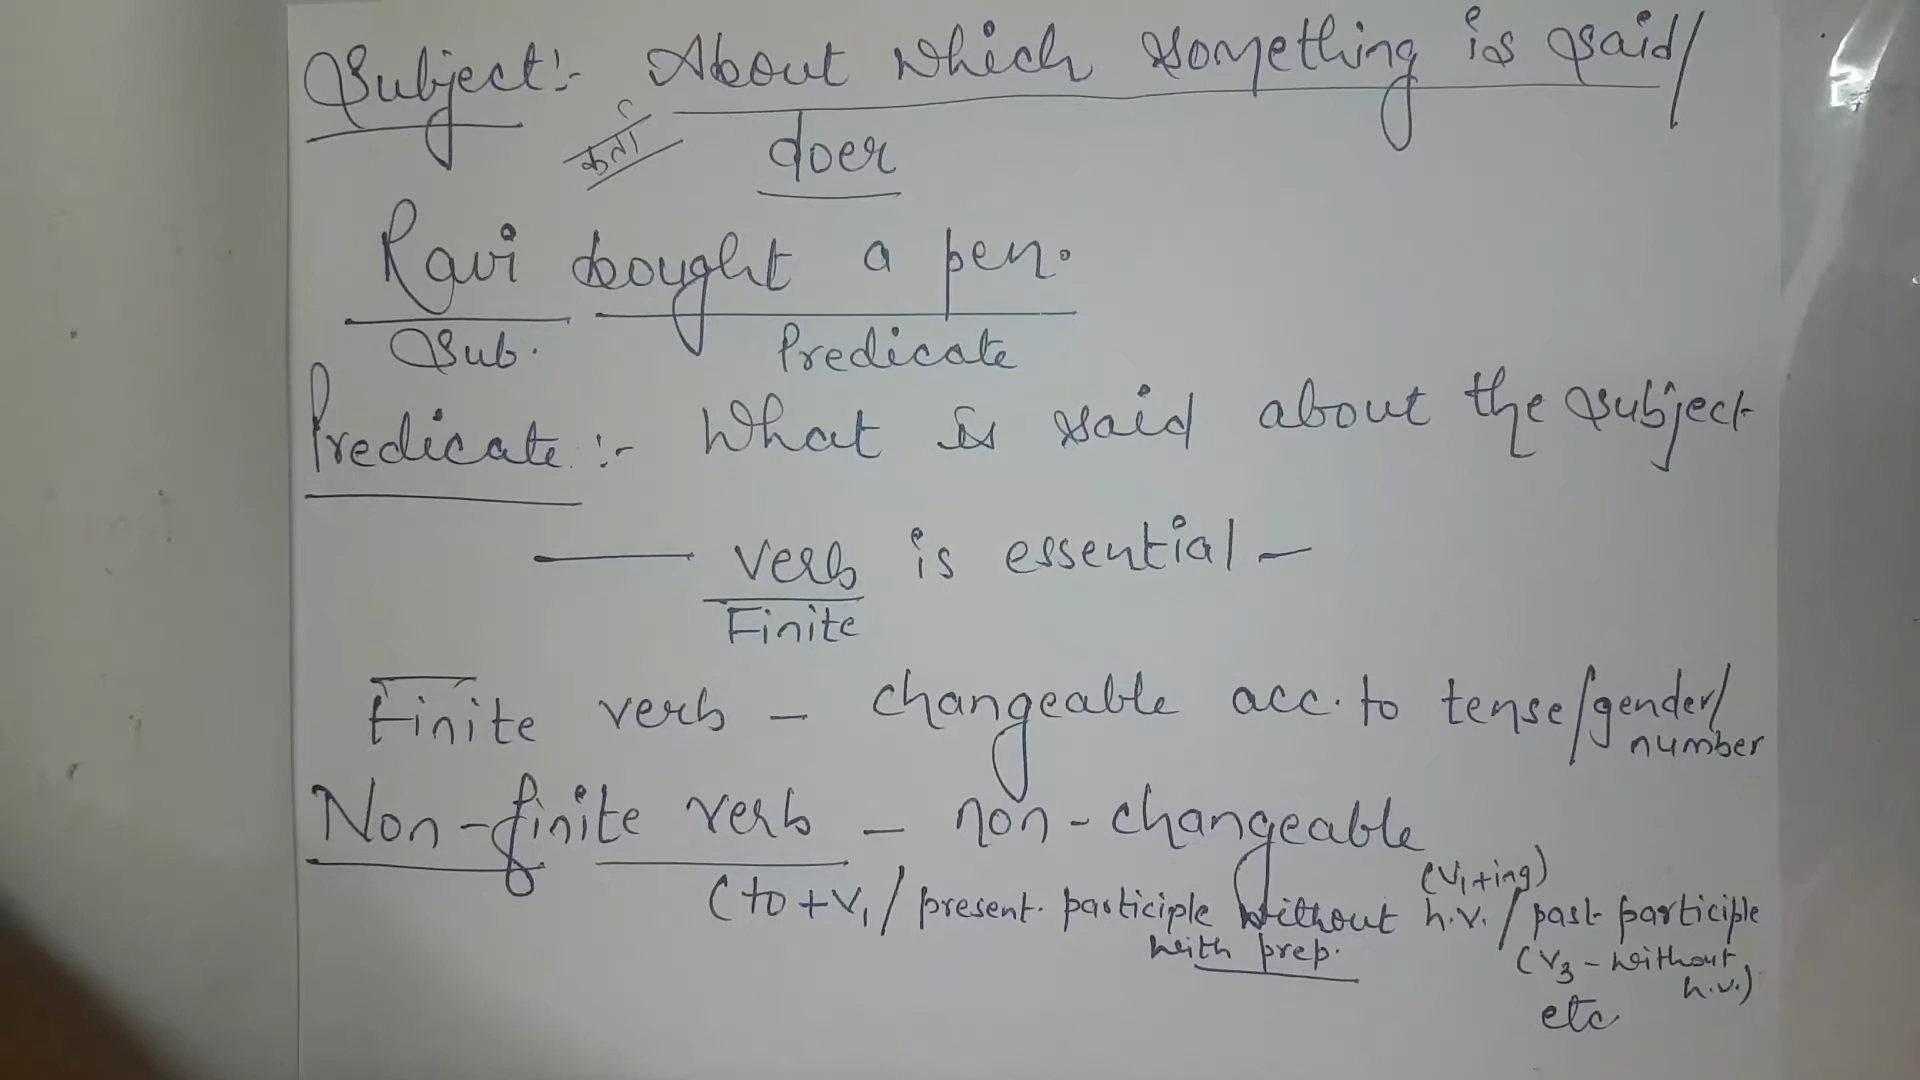 Subject:- About which something is said/
कर्ता doer
Ravi bought a pen.
Sub. Predicate
Predicate :- What is said about the subject
— verb is essential —
Finite
Finite verb - changeable acc. to tense/gender/
number
Non-finite verb - non-changeable
(V1+ing)
(to+V1/present. participle without h.v./past participle
with prep. (V3-without
h.v.)
etc